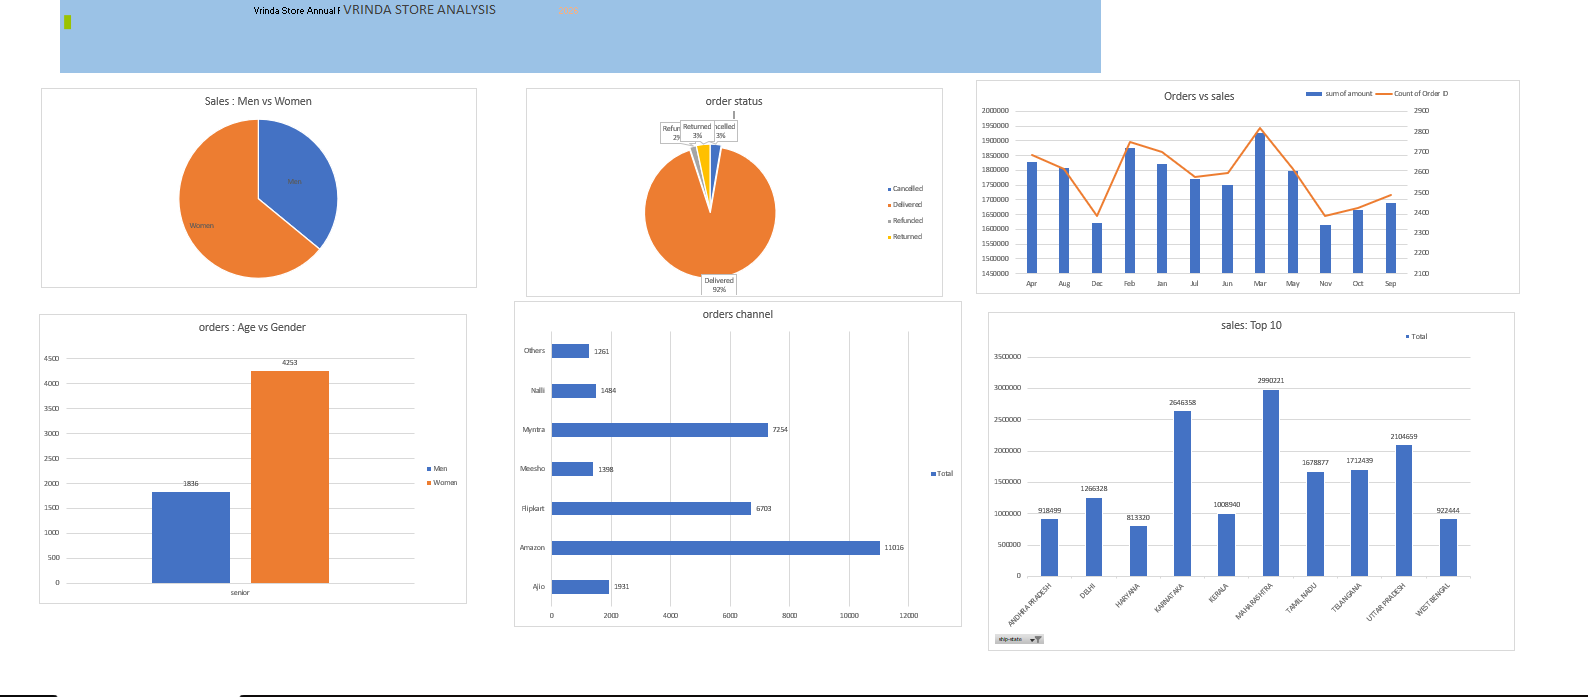 Vrinda Store Annual
VRINDA STORE ANALYSIS
Sales : Men vs Women
Men
Women
order status
Returned
3%
3%
Delivered
92%
Cancelled
Delivered
Refunded
Returned
Orders vs sales
sum of amount
Count of Order ID
2000000
1950000
1900000
1850000
1800000
1750000
1700000
1650000
1600000
1550000
1500000
1450000
2900
2800
2700
2600
2500
2400
2300
2200
2100
Apr Aug Dec Feb Jan Jul Jun Mar May Nov Oct Sep
orders : Age vs Gender
4500
4000
3500
3000
2500
2000
1500
1000
500
0
1836
4253
senior
Men
Women
orders channel
Others 1261
Nalli 1484
Myntra 7254
Meesho 1398
Flipkart 6703
Amazon 11016
Ajio 1931
0 2000 4000 6000 8000 10000 12000
Total
sales: Top 10
Total
3500000
3000000
2500000
2000000
1500000
1000000
500000
0
918499
1266328
813320
2646358
1008940
2990221
1678877
1712439
2104659
922444
ANDHRA PRADESH
DELHI
HARYANA
KARNATAKA
KERALA
MAHARASHTRA
TAMIL NADU
TELANGANA
UTTAR PRADESH
WEST BENGAL
ship-state